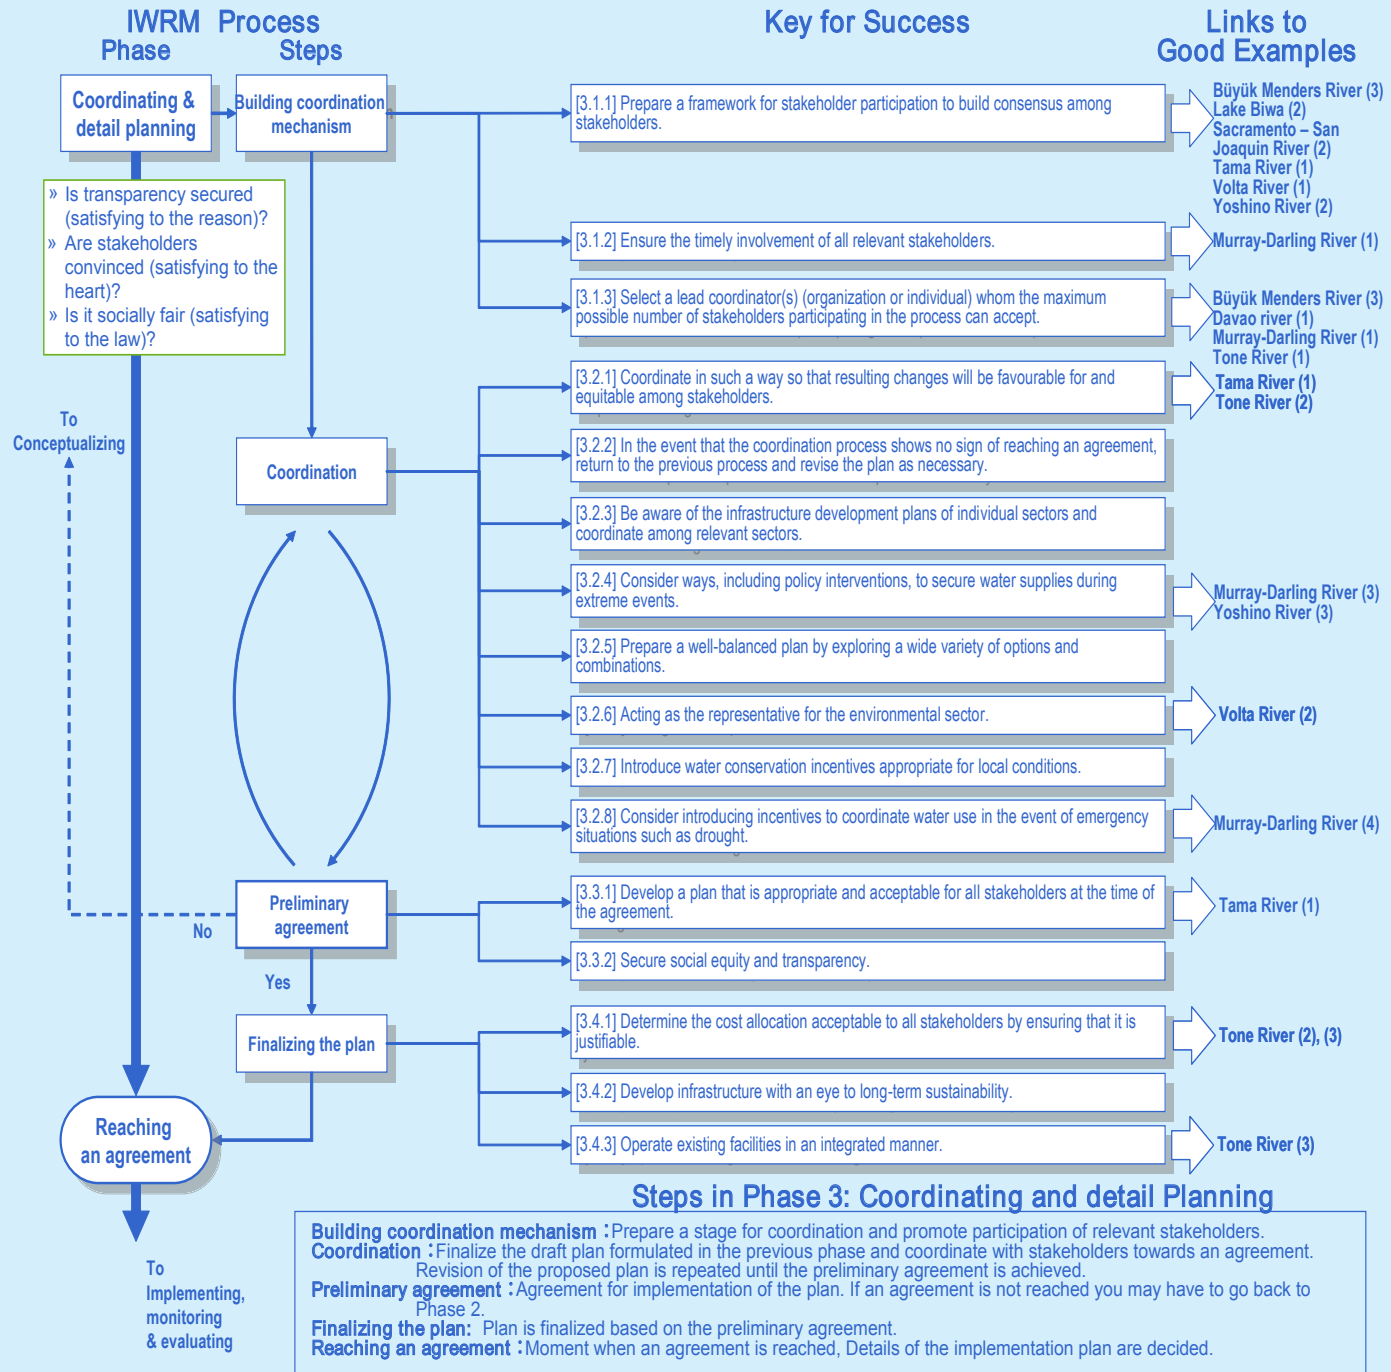 IWRM Process
Phase
Steps
Key for Success
Links to
Good Examples
Coordinating &
detail planning
Building coordination
mechanism
[3.1.1] Prepare a framework for stakeholder participation to build consensus among
stakeholders.
Büyük Menders River (3)
Lake Biwa (2)
Sacramento – San
Joaquin River (2)
Tama River (1)
Volta River (1)
Yoshino River (2)
» Is transparency secured
(satisfying to the reason)?
» Are stakeholders
convinced (satisfying to the
heart)?
» Is it socially fair (satisfying
to the law)?
[3.1.2] Ensure the timely involvement of all relevant stakeholders.
Murray-Darling River (1)
[3.1.3] Select a lead coordinator(s) (organization or individual) whom the maximum
possible number of stakeholders participating in the process can accept.
Büyük Menders River (3)
Davao river (1)
Murray-Darling River (1)
Tone River (1)
[3.2.1] Coordinate in such a way so that resulting changes will be favourable for and
equitable among stakeholders.
Tama River (1)
Tone River (2)
To
Conceptualizing
Coordination
[3.2.2] In the event that the coordination process shows no sign of reaching an agreement,
return to the previous process and revise the plan as necessary.
[3.2.3] Be aware of the infrastructure development plans of individual sectors and
coordinate among relevant sectors.
[3.2.4] Consider ways, including policy interventions, to secure water supplies during
extreme events.
Murray-Darling River (3)
Yoshino River (3)
[3.2.5] Prepare a well-balanced plan by exploring a wide variety of options and
combinations.
[3.2.6] Acting as the representative for the environmental sector.
Volta River (2)
[3.2.7] Introduce water conservation incentives appropriate for local conditions.
[3.2.8] Consider introducing incentives to coordinate water use in the event of emergency
situations such as drought.
Murray-Darling River (4)
Preliminary
agreement
No
Yes
[3.3.1] Develop a plan that is appropriate and acceptable for all stakeholders at the time of
the agreement.
Tama River (1)
[3.3.2] Secure social equity and transparency.
Finalizing the plan
[3.4.1] Determine the cost allocation acceptable to all stakeholders by ensuring that it is
justifiable.
Tone River (2), (3)
[3.4.2] Develop infrastructure with an eye to long-term sustainability.
[3.4.3] Operate existing facilities in an integrated manner.
Tone River (3)
Reaching
an agreement
To
Implementing,
monitoring
& evaluating
Steps in Phase 3: Coordinating and detail Planning
Building coordination mechanism : Prepare a stage for coordination and promote participation of relevant stakeholders.
Coordination : Finalize the draft plan formulated in the previous phase and coordinate with stakeholders towards an agreement.
Revision of the proposed plan is repeated until the preliminary agreement is achieved.
Preliminary agreement : Agreement for implementation of the plan. If an agreement is not reached you may have to go back to
Phase 2.
Finalizing the plan: Plan is finalized based on the preliminary agreement.
Reaching an agreement : Moment when an agreement is reached, Details of the implementation plan are decided.